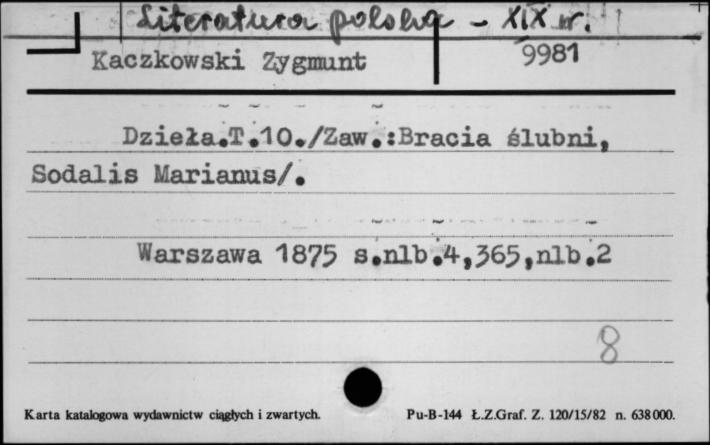 Literatura polska - XIX w.
Kaczkowski Zygmunt
9981
Dzieła.T.10./Zaw.:Bracia ślubni,
Sodalis Marianus/.
Warszawa 1875 s.nlb.4,365,nlb.2
8
Karta katalogowa wydawnictw ciągłych i zwartych.
Pu-B-144 Ł.Z.Graf. Z. 120/15/82 n. 638000.